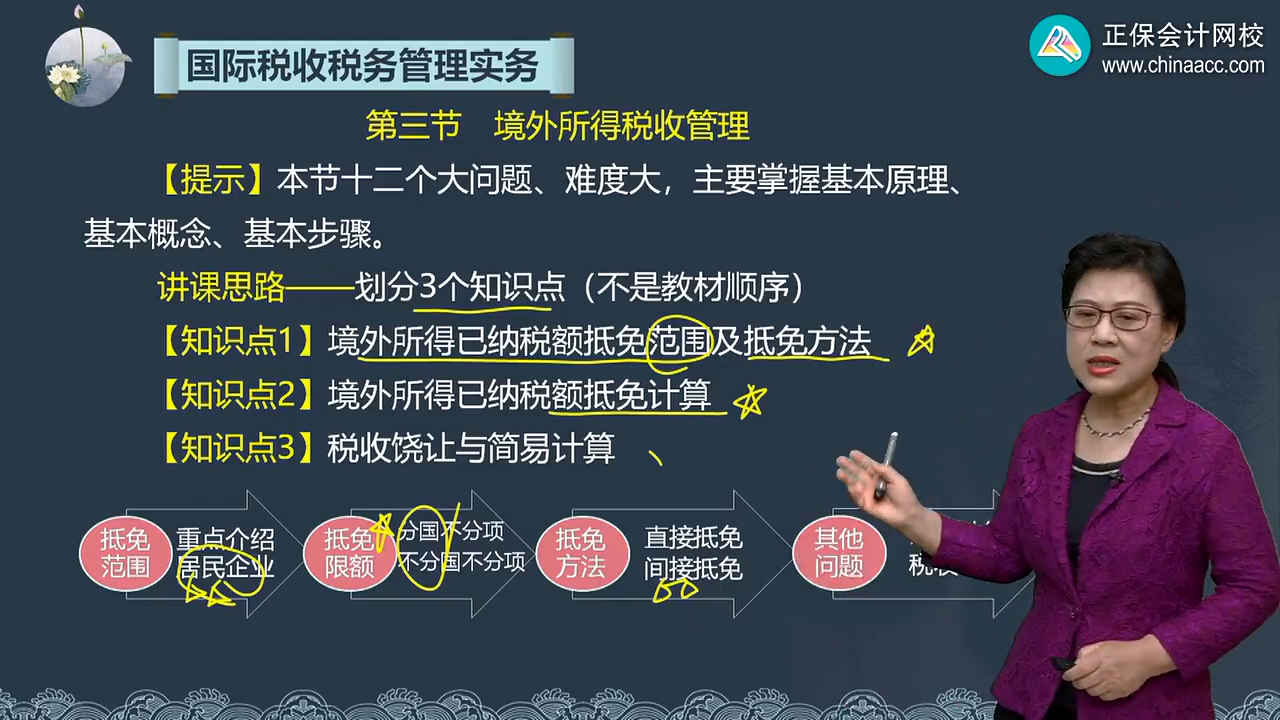 正保会计网校
www.chinaacc.com
国际税收税务管理实务
第三节 境外所得税收管理
【提示】本节十二个大问题、难度大，主要掌握基本原理、
基本概念、基本步骤。
讲课思路——划分3个知识点（不是教材顺序）
【知识点1】境外所得已纳税额抵免范围及抵免方法
【知识点2】境外所得已纳税额抵免计算
【知识点3】税收饶让与简易计算
抵免
范围
重点介绍
居民企业
抵免
限额
分国不分项
不分国不分项
抵免
方法
直接抵免
间接抵免
其他
问题
税收